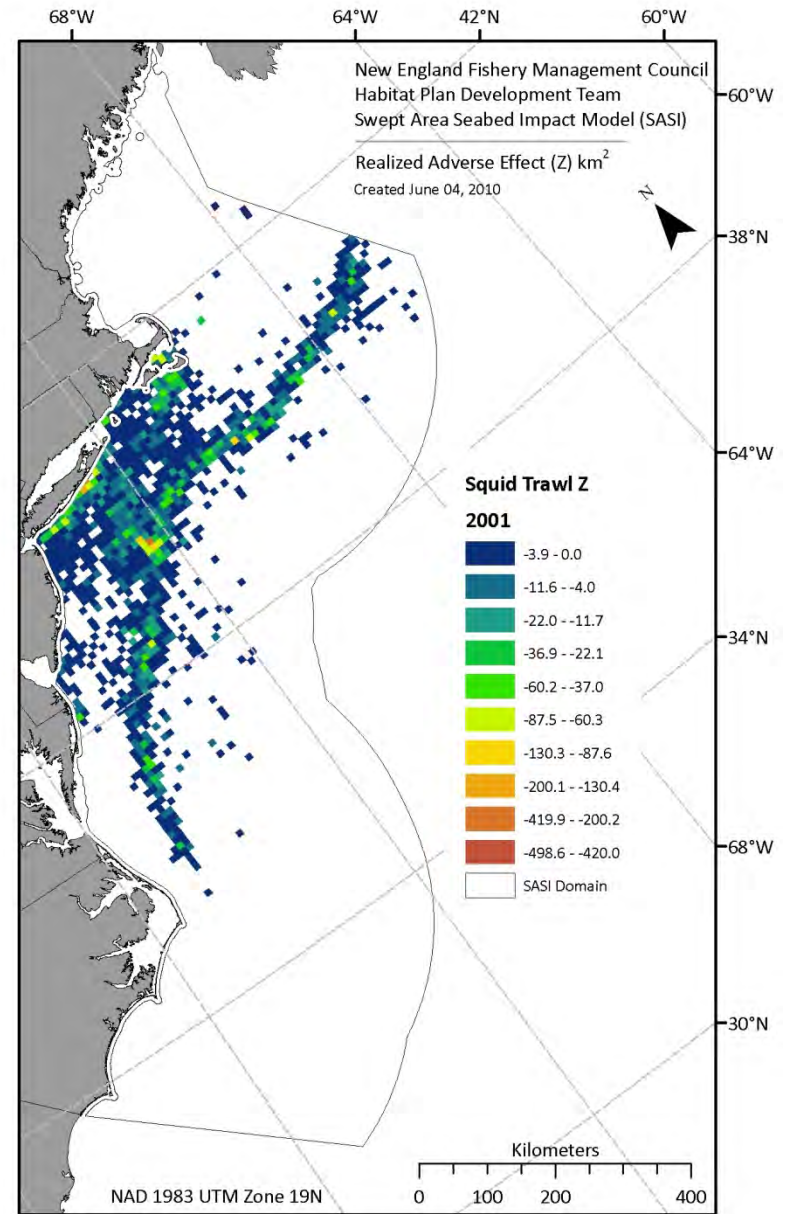 68°W
64°W
42°N
60°W
New England Fishery Management Council
Habitat Plan Development Team
Swept Area Seabed Impact Model (SASI)
Realized Adverse Effect (Z) km²
Created June 04, 2010
N
60°W
38°N
64°W
34°N
68°W
30°N
Squid Trawl Z
2001
-3.9 - 0.0
-11.6 - -4.0
-22.0 - -11.7
-36.9 - -22.1
-60.2 - -37.0
-87.5 - -60.3
-130.3 - -87.6
-200.1 - -130.4
-419.9 - -200.2
-498.6 - -420.0
SASI Domain
Kilometers
0 100 200 400
NAD 1983 UTM Zone 19N